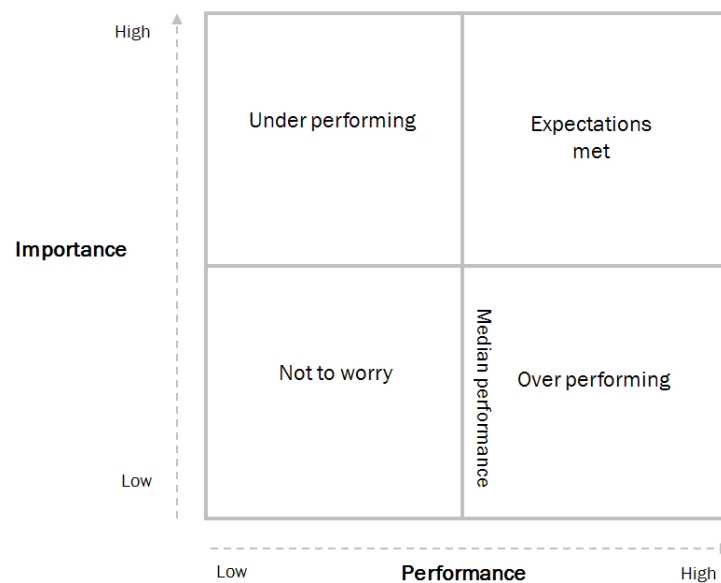 High
Under performing
Expectations
met
Importance
Not to worry
Median performance
Over performing
Low
Low
Performance
High